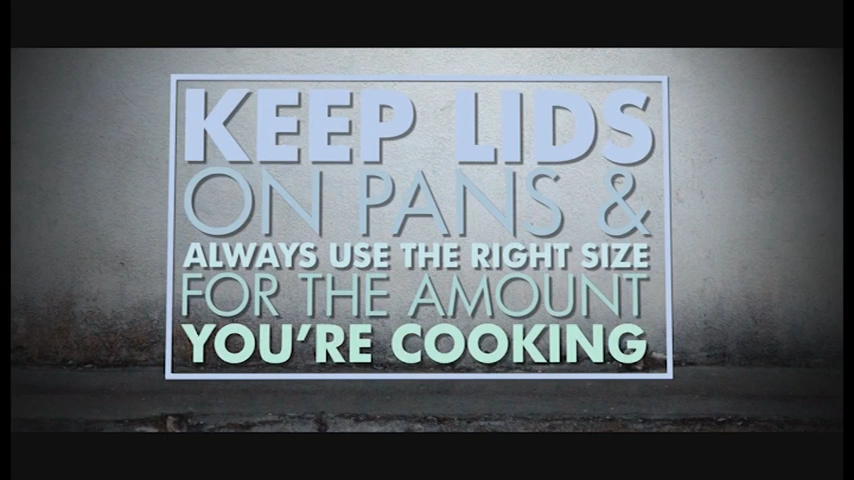 KEEP LIDS
ON PANS &
ALWAYS USE THE RIGHT SIZE
FOR THE AMOUNT
YOU'RE COOKING